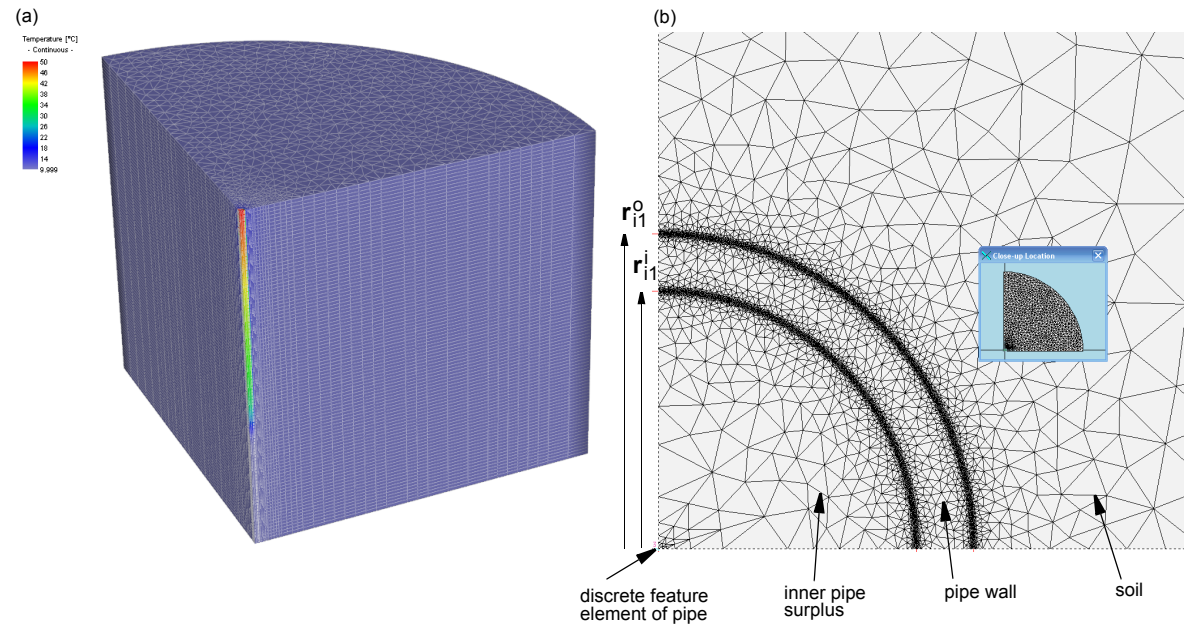 (a)
Temperature [°C]
- Continuous -
50
46
42
38
34
30
26
22
18
14
9.999
(b)
r i1 o
r i1 i
Close-up Location
discrete feature
element of pipe
inner pipe
surplus
pipe wall
soil